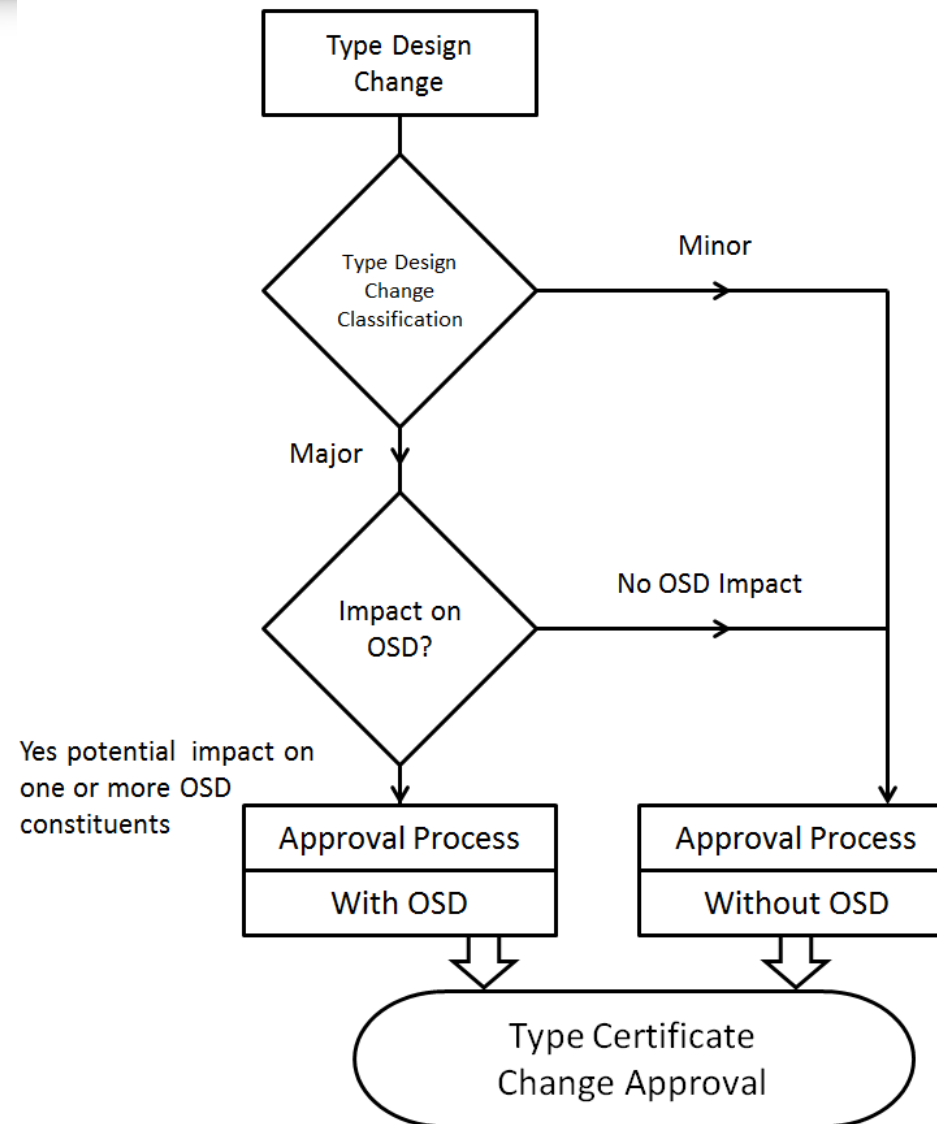 Type Design
Change
Type Design
Change
Classification
Minor
Major
Impact on
OSD?
No OSD Impact
Yes potential impact on
one or more OSD
constituents
Approval Process
With OSD
Approval Process
Without OSD
Type Certificate
Change Approval